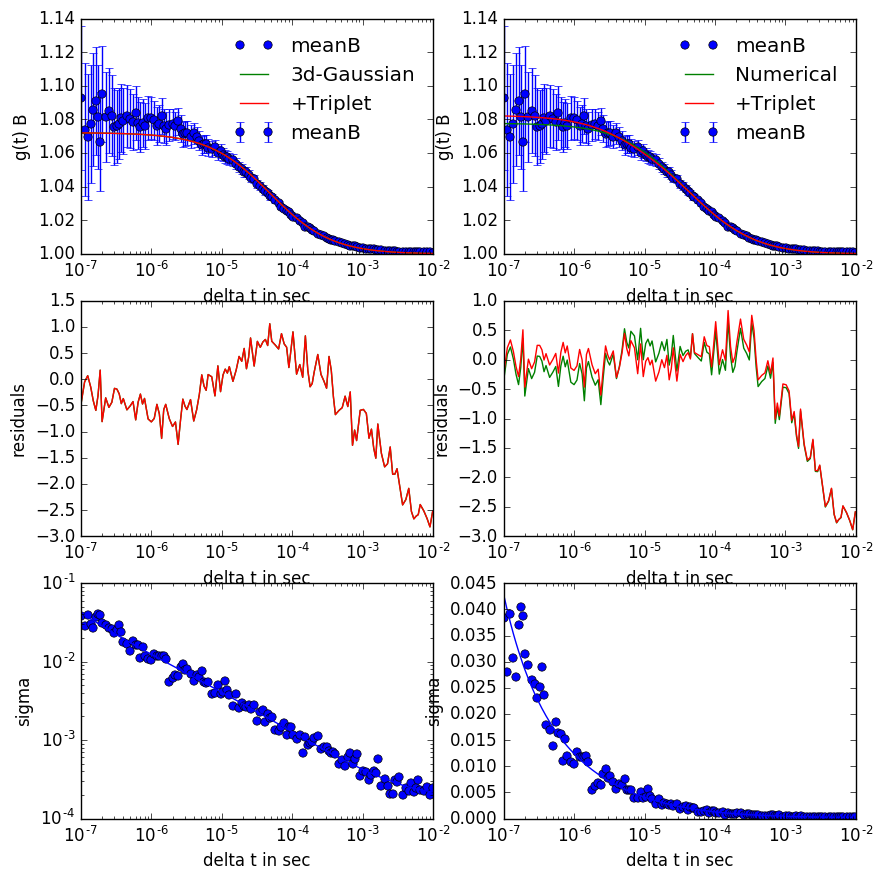 1.14
1.12
1.10
1.08
1.06
1.04
1.02
1.00
g(t) B
meanB
3d-Gaussian
+Triplet
meanB
10⁻⁷ 10⁻⁶ 10⁻⁵ 10⁻⁴ 10⁻³ 10⁻²
delta t in sec
1.14
1.12
1.10
1.08
1.06
1.04
1.02
1.00
g(t) B
meanB
Numerical
+Triplet
meanB
10⁻⁷ 10⁻⁶ 10⁻⁵ 10⁻⁴ 10⁻³ 10⁻²
delta t in sec
1.5
1.0
0.5
0.0
−0.5
−1.0
−1.5
−2.0
−2.5
−3.0
residuals
10⁻⁷ 10⁻⁶ 10⁻⁵ 10⁻⁴ 10⁻³ 10⁻²
delta t in sec
1.0
0.5
0.0
−0.5
−1.0
−1.5
−2.0
−2.5
−3.0
residuals
10⁻⁷ 10⁻⁶ 10⁻⁵ 10⁻⁴ 10⁻³ 10⁻²
delta t in sec
10⁻¹
10⁻²
10⁻³
10⁻⁴
sigma
10⁻⁷ 10⁻⁶ 10⁻⁵ 10⁻⁴ 10⁻³ 10⁻²
delta t in sec
0.045
0.040
0.035
0.030
0.025
0.020
0.015
0.010
0.005
0.000
sigma
10⁻⁷ 10⁻⁶ 10⁻⁵ 10⁻⁴ 10⁻³ 10⁻²
delta t in sec